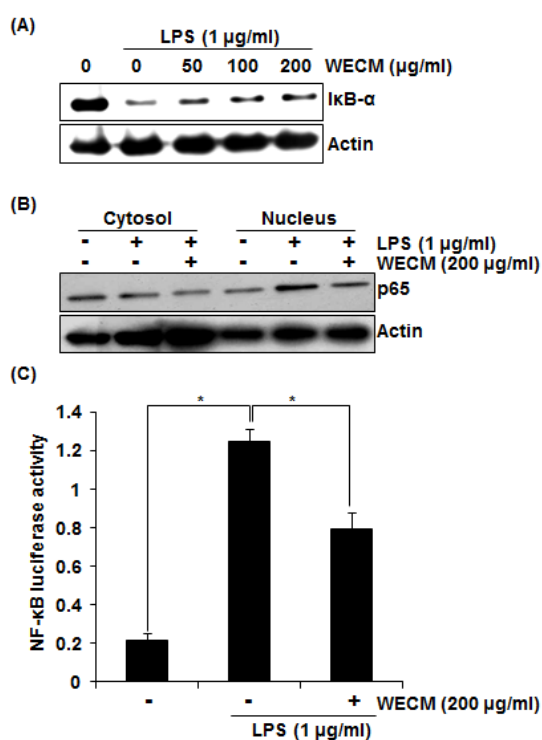 (A)
LPS (1 µg/ml)
0 0 50 100 200 WECM (µg/ml)
IκB-α
Actin
(B)
Cytosol Nucleus
- + + - + + LPS (1 µg/ml)
- - + - - + WECM (200 µg/ml)
p65
Actin
(C)
NF-κB luciferase activity
1.4
1.2
1
0.8
0.6
0.4
0.2
0
* *
- - + WECM (200 µg/ml)
LPS (1 µg/ml)